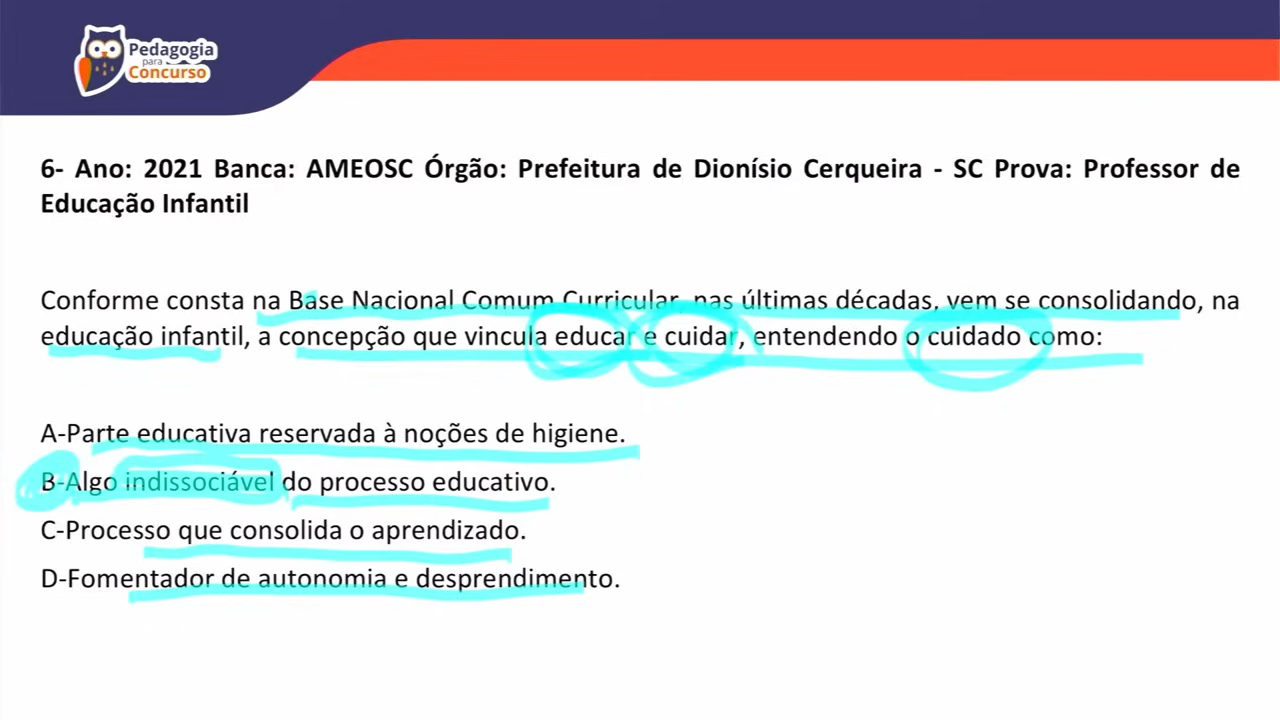 Pedagogia
para
Concurso
6- Ano: 2021 Banca: AMEOSC Órgão: Prefeitura de Dionísio Cerqueira - SC Prova: Professor de
Educação Infantil
Conforme consta na Base Nacional Comum Curricular, nas últimas décadas, vem se consolidando, na
educação infantil, a concepção que vincula educar e cuidar, entendendo o cuidado como:
A-Parte educativa reservada à noções de higiene.
B-Algo indissociável do processo educativo.
C-Processo que consolida o aprendizado.
D-Fomentador de autonomia e desprendimento.